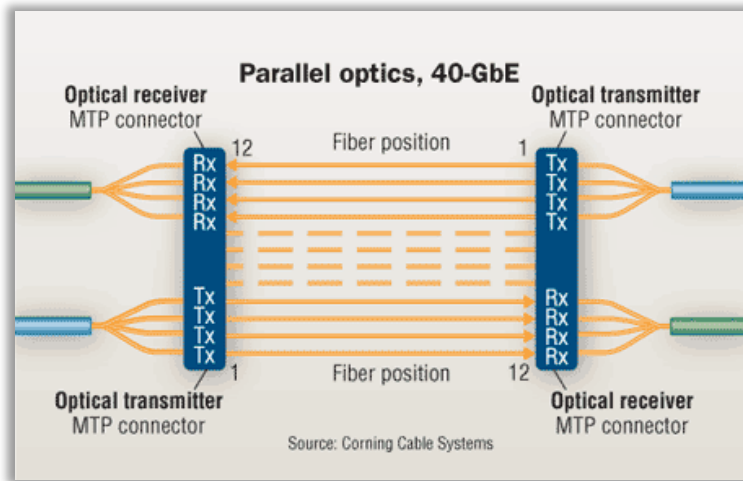 Parallel optics, 40-GbE
Optical receiver
MTP connector
Optical transmitter
MTP connector
12
Fiber position
1
Rx
Rx
Rx
Rx
Tx
Tx
Tx
Tx
Tx
Tx
Tx
Tx
Rx
Rx
Rx
Rx
1
Fiber position
12
Optical transmitter
MTP connector
Optical receiver
MTP connector
Source: Corning Cable Systems